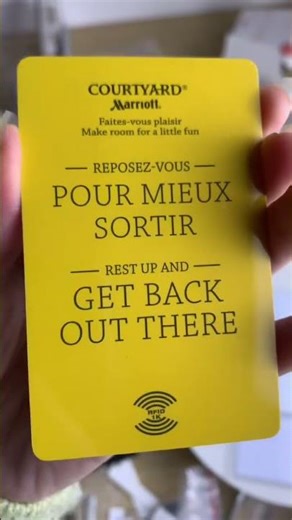 COURTYARD®
Marriott.
Faites-vous plaisir
Make room for a little fun
REPOSEZ-VOUS
POUR MIEUX
SORTIR
REST UP AND
GET BACK
OUT THERE
RFID
1K